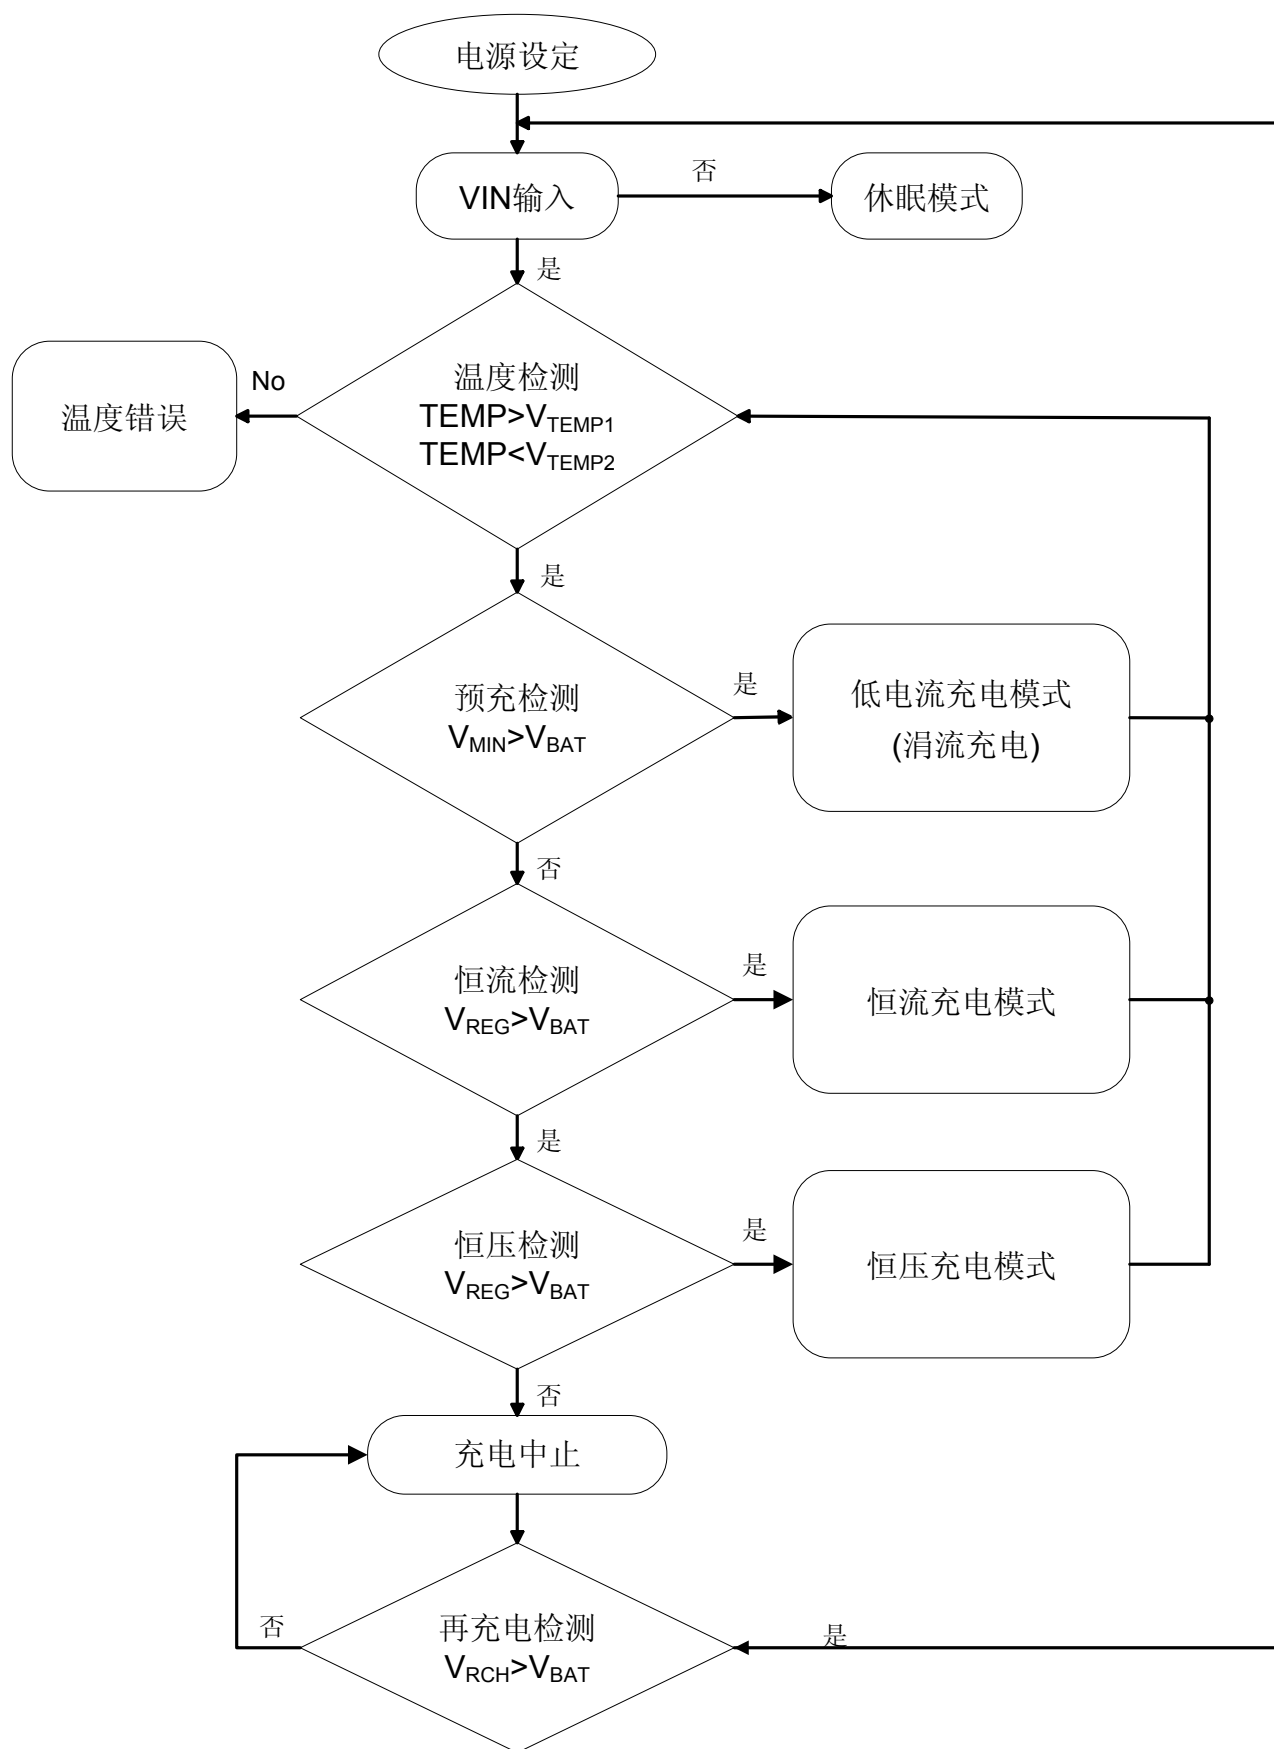 电源设定
VIN输入
否
休眠模式
是
温度检测
TEMP>VTEMP1
TEMP<VTEMP2
No
温度错误
是
预充检测
VMIN>VBAT
是
低电流充电模式
(涓流充电)
否
恒流检测
VREG>VBAT
是
恒流充电模式
是
恒压检测
VREG>VBAT
是
恒压充电模式
否
充电中止
再充电检测
VRCH>VBAT
否
是